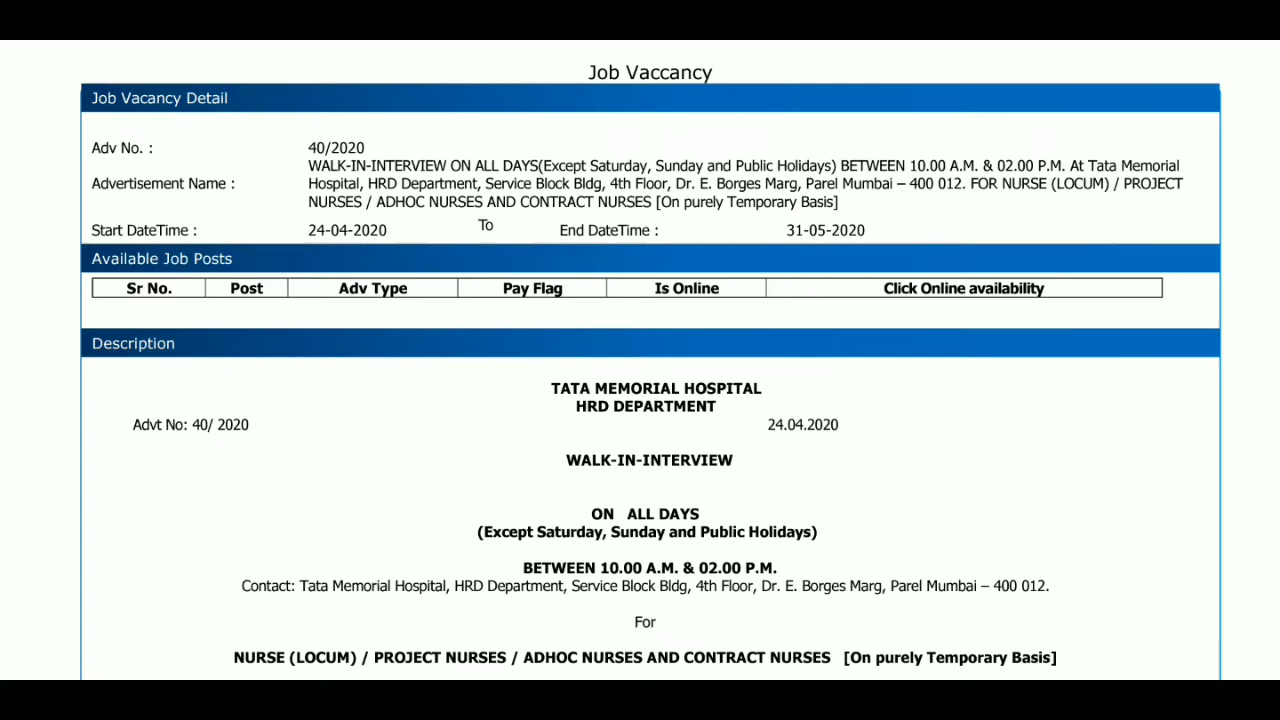 Job Vaccancy
Job Vacancy Detail
Adv No. : 40/2020
WALK-IN-INTERVIEW ON ALL DAYS(Except Saturday, Sunday and Public Holidays) BETWEEN 10.00 A.M. & 02.00 P.M. At Tata Memorial
Advertisement Name : Hospital, HRD Department, Service Block Bldg, 4th Floor, Dr. E. Borges Marg, Parel Mumbai – 400 012. FOR NURSE (LOCUM) / PROJECT
NURSES / ADHOC NURSES AND CONTRACT NURSES [On purely Temporary Basis]
Start DateTime : 24-04-2020 To End DateTime : 31-05-2020
Available Job Posts
Sr No. Post Adv Type Pay Flag Is Online Click Online availability
Description
TATA MEMORIAL HOSPITAL
HRD DEPARTMENT
Advt No: 40/ 2020 24.04.2020
WALK-IN-INTERVIEW
ON ALL DAYS
(Except Saturday, Sunday and Public Holidays)
BETWEEN 10.00 A.M. & 02.00 P.M.
Contact: Tata Memorial Hospital, HRD Department, Service Block Bldg, 4th Floor, Dr. E. Borges Marg, Parel Mumbai – 400 012.
For
NURSE (LOCUM) / PROJECT NURSES / ADHOC NURSES AND CONTRACT NURSES [On purely Temporary Basis]